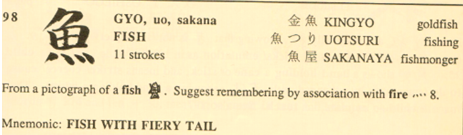 98 魚 GYO, uo, sakana 金魚 KINGYO goldfish
FISH 魚つり UOTSURI fishing
11 strokes 魚屋 SAKANAYA fishmonger
From a pictograph of a fish . Suggest remembering by association with fire 灬 8.
Mnemonic: FISH WITH FIERY TAIL